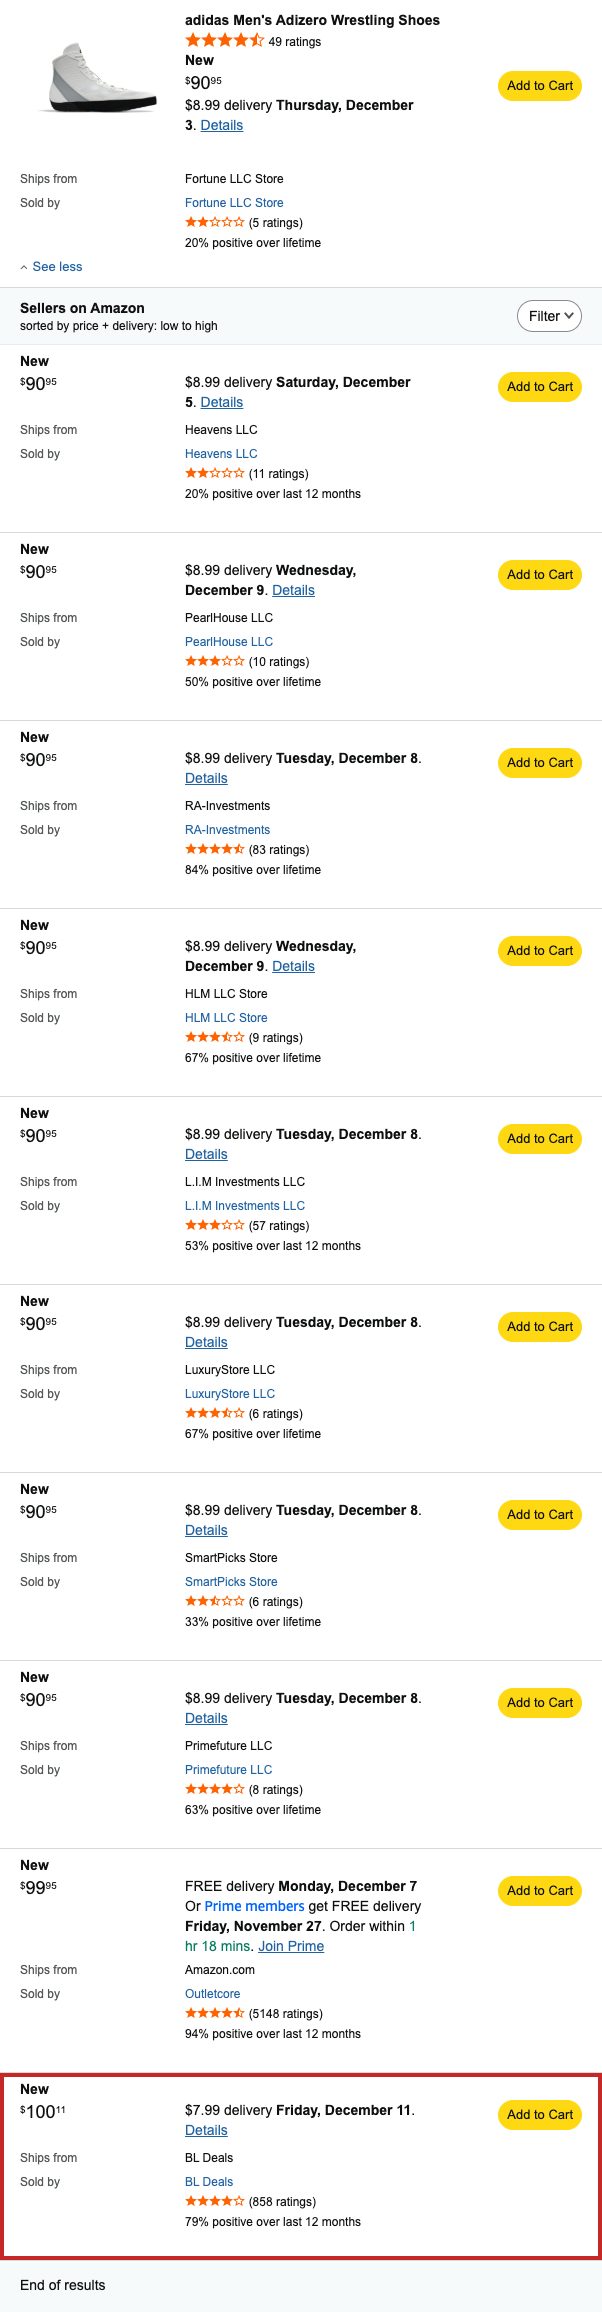 adidas Men's Adizero Wrestling Shoes
49 ratings
New
$9095
$8.99 delivery Thursday, December
3. Details
Add to Cart
Ships from Fortune LLC Store
Sold by Fortune LLC Store
(5 ratings)
20% positive over lifetime
See less
Sellers on Amazon
sorted by price + delivery: low to high
Filter
New
$9095 $8.99 delivery Saturday, December
5. Details
Add to Cart
Ships from Heavens LLC
Sold by Heavens LLC
(11 ratings)
20% positive over last 12 months
New
$9095 $8.99 delivery Wednesday,
December 9. Details
Add to Cart
Ships from PearlHouse LLC
Sold by PearlHouse LLC
(10 ratings)
50% positive over lifetime
New
$9095 $8.99 delivery Tuesday, December 8.
Details
Add to Cart
Ships from RA-Investments
Sold by RA-Investments
(83 ratings)
84% positive over lifetime
New
$9095 $8.99 delivery Wednesday,
December 9. Details
Add to Cart
Ships from HLM LLC Store
Sold by HLM LLC Store
(9 ratings)
67% positive over lifetime
New
$9095 $8.99 delivery Tuesday, December 8.
Details
Add to Cart
Ships from L.I.M Investments LLC
Sold by L.I.M Investments LLC
(57 ratings)
53% positive over last 12 months
New
$9095 $8.99 delivery Tuesday, December 8.
Details
Add to Cart
Ships from LuxuryStore LLC
Sold by LuxuryStore LLC
(6 ratings)
67% positive over lifetime
New
$9095 $8.99 delivery Tuesday, December 8.
Details
Add to Cart
Ships from SmartPicks Store
Sold by SmartPicks Store
(6 ratings)
33% positive over lifetime
New
$9095 $8.99 delivery Tuesday, December 8.
Details
Add to Cart
Ships from Primefuture LLC
Sold by Primefuture LLC
(8 ratings)
63% positive over lifetime
New
$9995 FREE delivery Monday, December 7
Or Prime members get FREE delivery
Friday, November 27. Order within 1
hr 18 mins. Join Prime
Add to Cart
Ships from Amazon.com
Sold by Outletcore
(5148 ratings)
94% positive over last 12 months
New
$10011 $7.99 delivery Friday, December 11.
Details
Add to Cart
Ships from BL Deals
Sold by BL Deals
(858 ratings)
79% positive over last 12 months
End of results